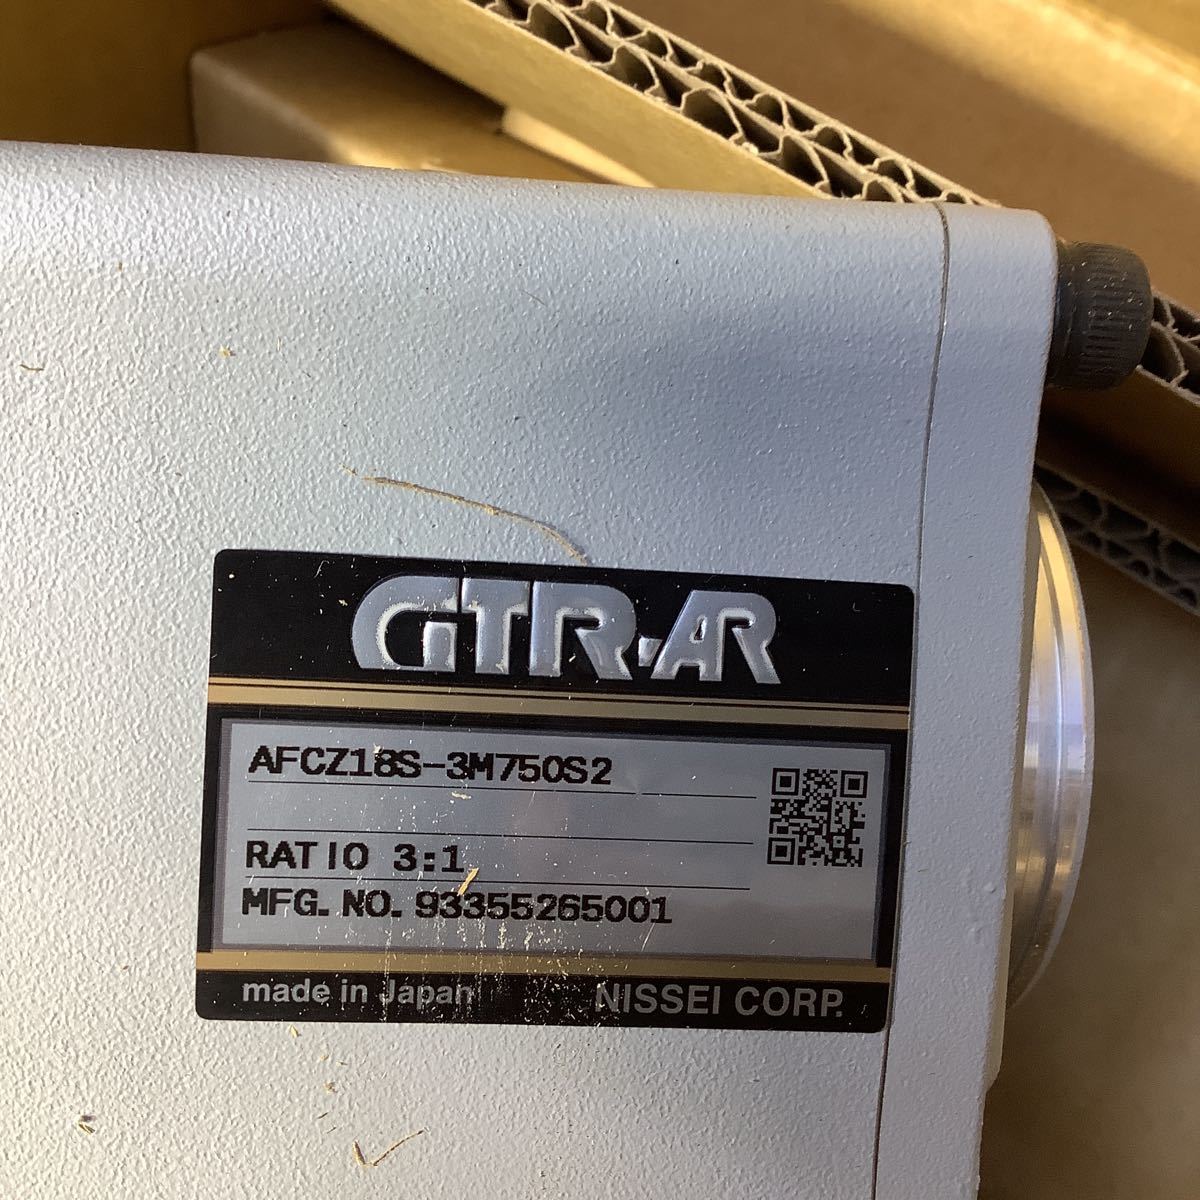 GTR-AR
AFCZ18S-3M750S2
RATIO 3:1
MFG. NO. 93355265001
made in Japan
NISSEI CORP.